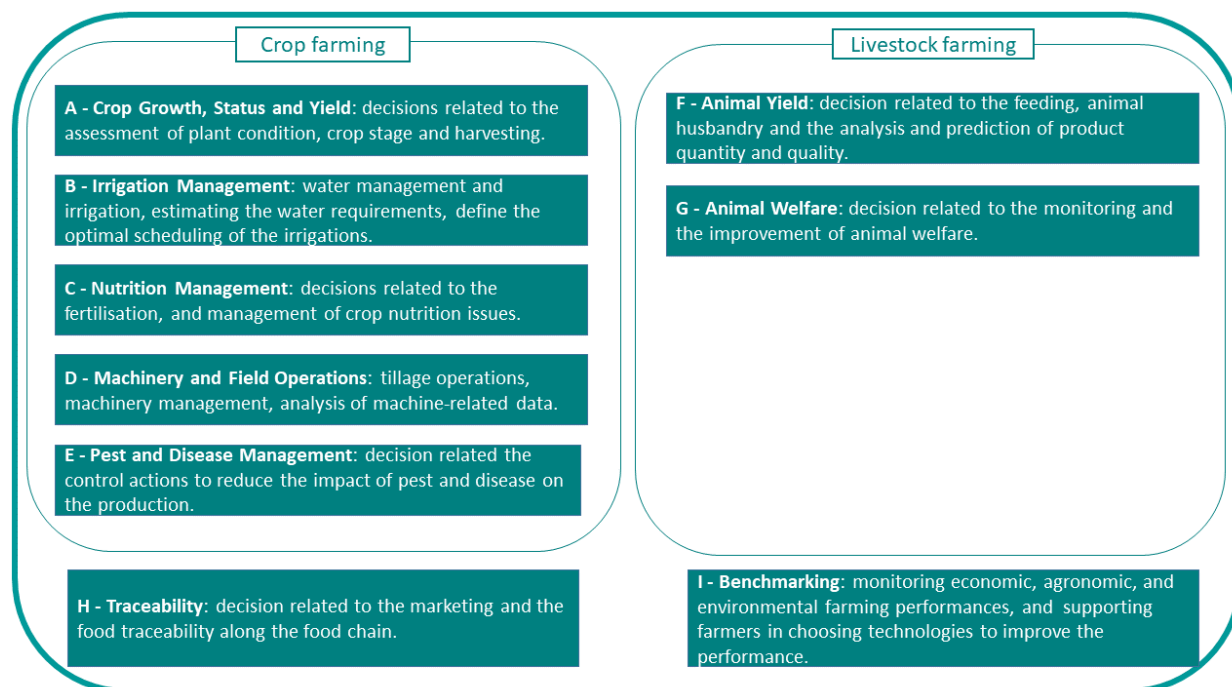 Crop farming
A - Crop Growth, Status and Yield: decisions related to the
assessment of plant condition, crop stage and harvesting.
B - Irrigation Management: water management and
irrigation, estimating the water requirements, define the
optimal scheduling of the irrigations.
C - Nutrition Management: decisions related to the
fertilisation, and management of crop nutrition issues.
D - Machinery and Field Operations: tillage operations,
machinery management, analysis of machine-related data.
E - Pest and Disease Management: decision related the
control actions to reduce the impact of pest and disease on
the production.
Livestock farming
F - Animal Yield: decision related to the feeding, animal
husbandry and the analysis and prediction of product
quantity and quality.
G - Animal Welfare: decision related to the monitoring and
the improvement of animal welfare.
H - Traceability: decision related to the marketing and the
food traceability along the food chain.
I - Benchmarking: monitoring economic, agronomic, and
environmental farming performances, and supporting
farmers in choosing technologies to improve the
performance.